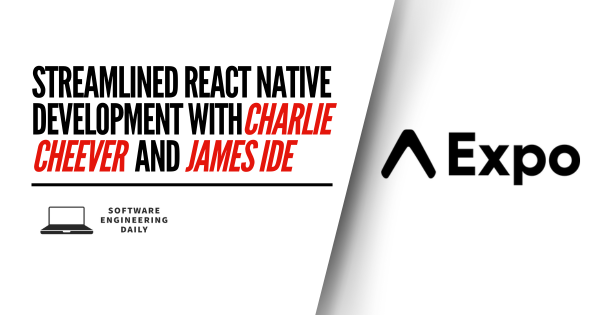 STREAMLINED REACT NATIVE
DEVELOPMENT WITH CHARLIE
CHEEVER AND JAMES IDE
SOFTWARE
ENGINEERING
DAILY
Expo